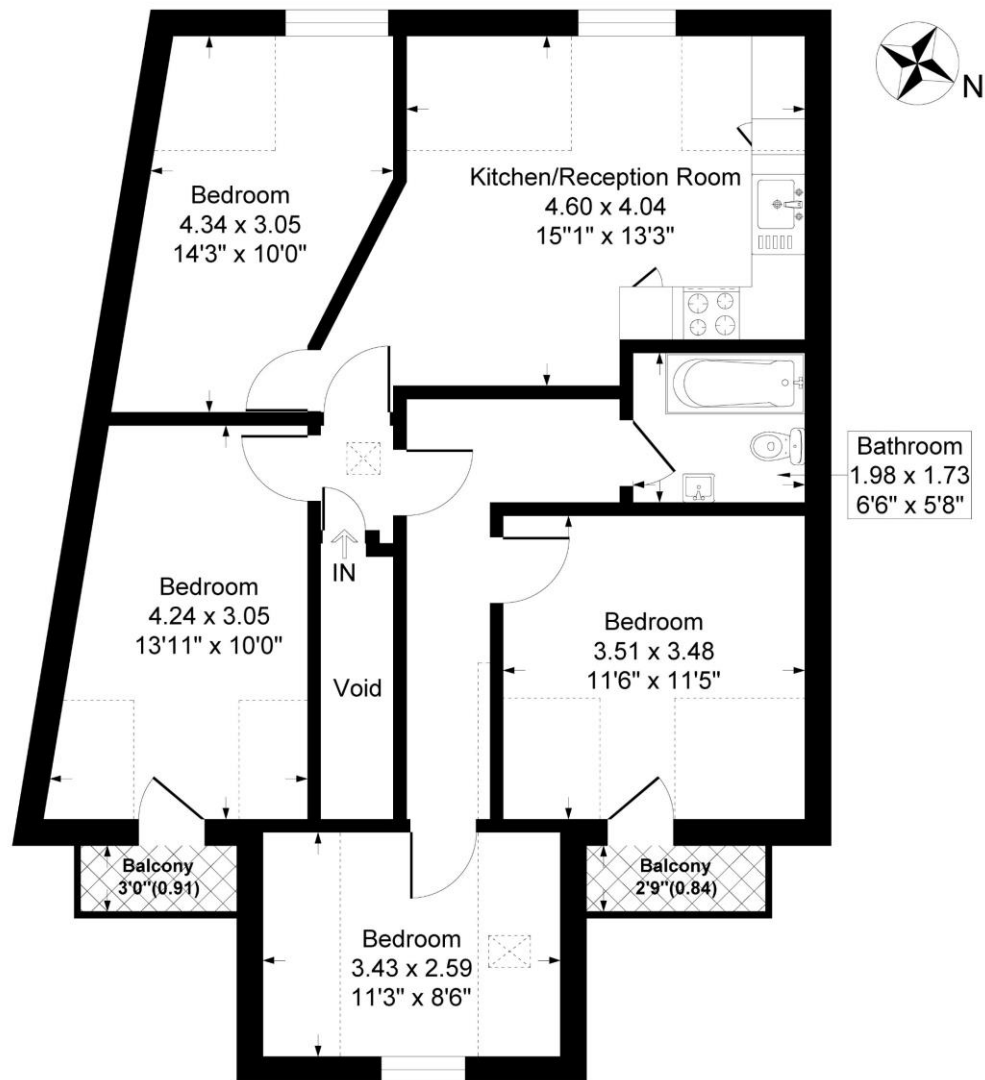 N
Bedroom
4.34 x 3.05
14'3" x 10'0"
Kitchen/Reception Room
4.60 x 4.04
15"1" x 13'3"
Bathroom
1.98 x 1.73
6'6" x 5'8"
IN
Bedroom
4.24 x 3.05
13'11" x 10'0"
Void
Bedroom
3.51 x 3.48
11'6" x 11'5"
Balcony
3'0"(0.91)
Balcony
2'9"(0.84)
Bedroom
3.43 x 2.59
11'3" x 8'6"